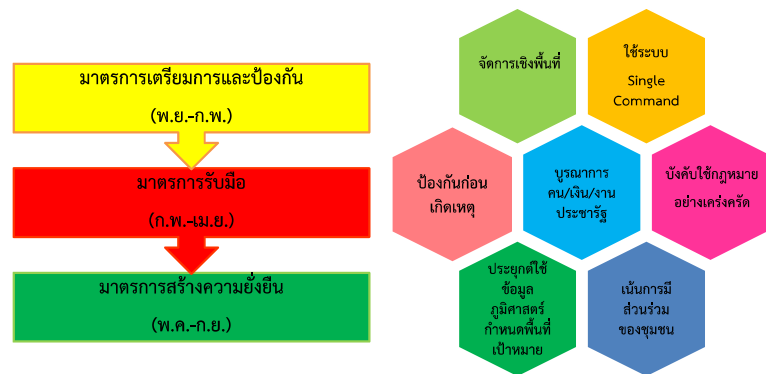 มาตรการเตรียมการและป้องกัน
(พ.ย.-ก.พ.)
มาตรการรับมือ
(ก.พ.-เม.ย.)
มาตรการสร้างความยั่งยืน
(พ.ค.-ก.ย.)
จัดการเชิงพื้นที่
ใช้ระบบ
Single
Command
ป้องกันก่อน
เกิดเหตุ
บูรณาการ
คน/เงิน/งาน
ประชารัฐ
บังคับใช้กฎหมาย
อย่างเคร่งครัด
ประยุกต์ใช้
ข้อมูล
ภูมิศาสตร์
กำหนดพื้นที่
เป้าหมาย
เน้นการมี
ส่วนร่วม
ของชุมชน